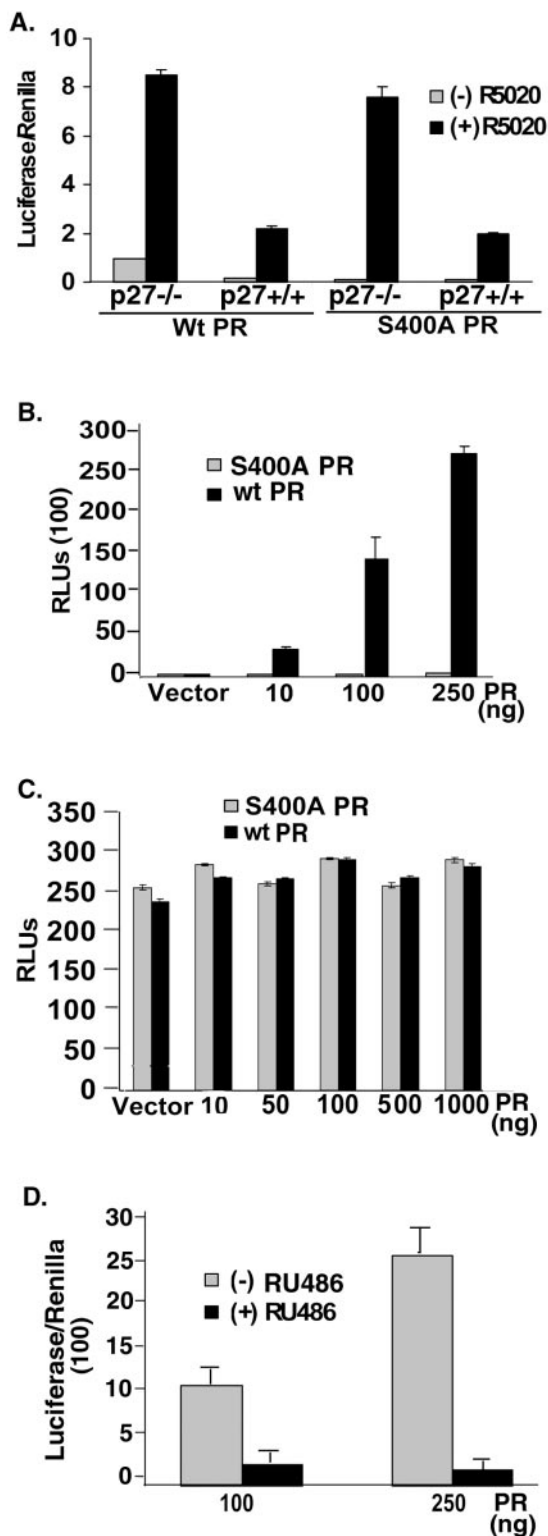 A.
Luciferase/Renilla
10
8
6
4
2
0
(-) R5020
(+) R5020
p27-/- p27+/+ p27-/- p27+/+
Wt PR S400A PR
B.
RLUs (100)
300
250
200
150
100
50
0
S400A PR
wt PR
Vector 10 100 250 PR
(ng)
C.
RLUs
350
300
250
200
150
100
50
0
S400A PR
wt PR
Vector 10 50 100 500 1000 PR
(ng)
D.
Luciferase/Renilla
(100)
30
25
20
15
10
5
0
(-) RU486
(+) RU486
100 250 PR
(ng)